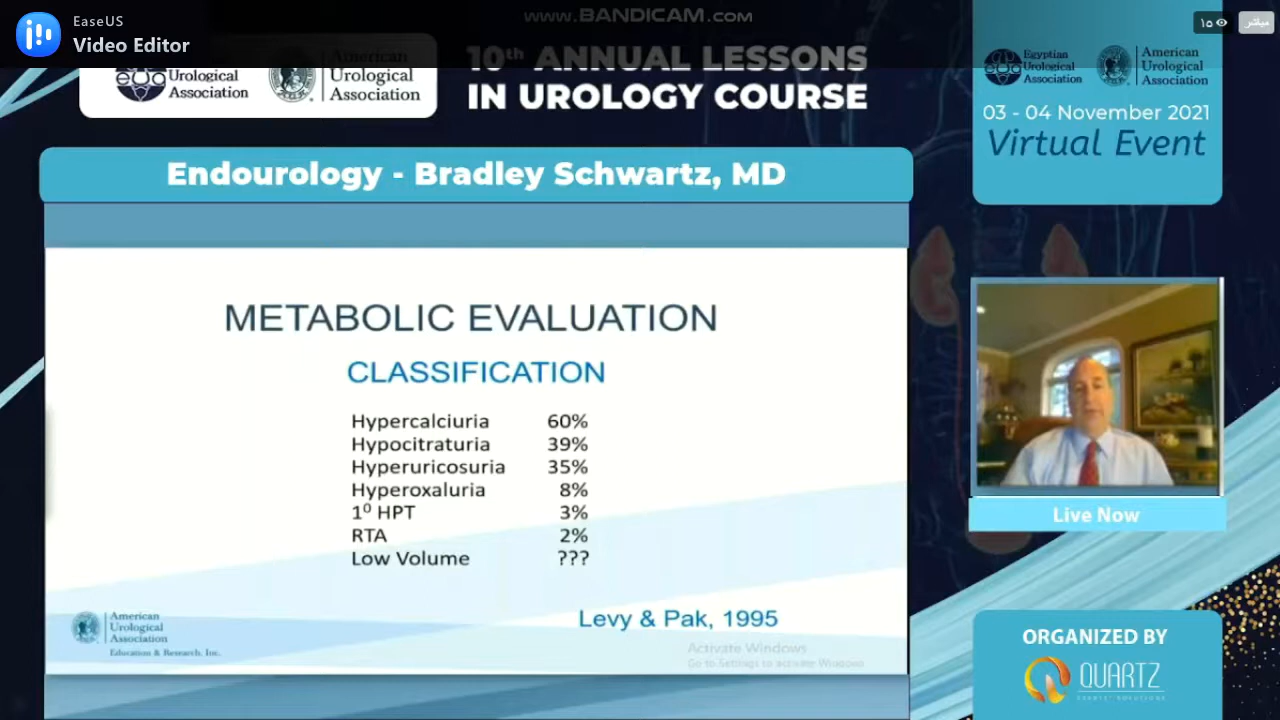 EaseUS
Video Editor
WWW.BANDICAM.COM
١٥
مباشر
Urological
Association
American
Urological
Association
10th ANNUAL LESSONS
IN UROLOGY COURSE
Egyptian
Urological
Association
American
Urological
Association
03 - 04 November 2021
Virtual Event
Endourology - Bradley Schwartz, MD
METABOLIC EVALUATION
CLASSIFICATION
Hypercalciuria 60%
Hypocitraturia 39%
Hyperuricosuria 35%
Hyperoxaluria 8%
1⁰ HPT 3%
RTA 2%
Low Volume ???
Levy & Pak, 1995
American
Urological
Association
Education & Research, Inc.
Activate Windows
Go to Settings to activate Windows
Live Now
ORGANIZED BY
QUARTZ